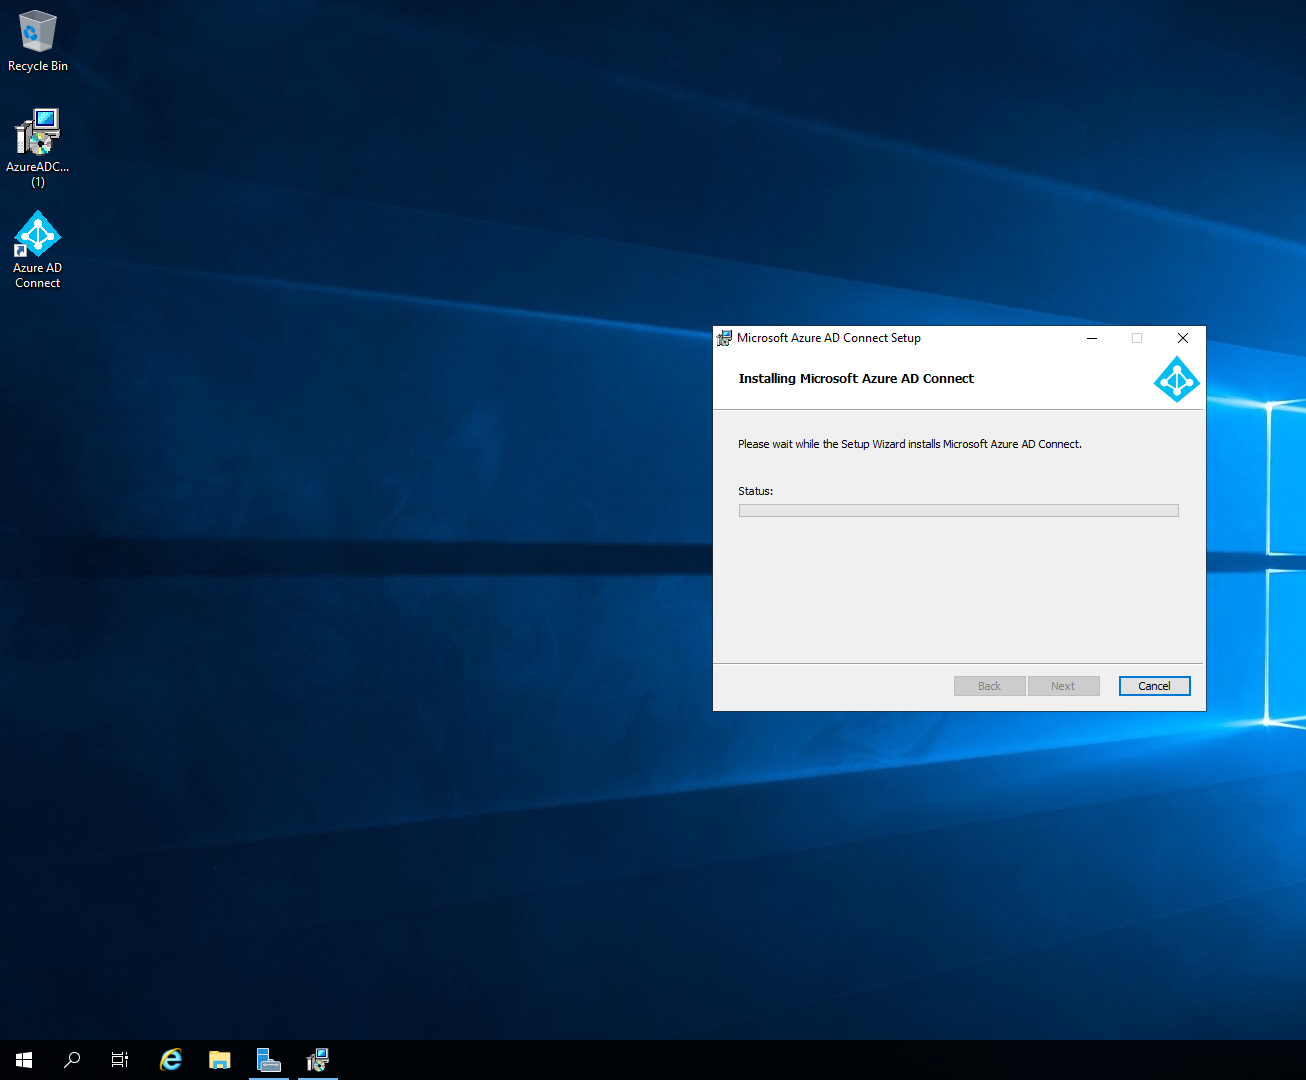 Recycle Bin
AzureADC...
(1)
Azure AD
Connect
Microsoft Azure AD Connect Setup
Installing Microsoft Azure AD Connect
Please wait while the Setup Wizard installs Microsoft Azure AD Connect.
Status:
Back
Next
Cancel